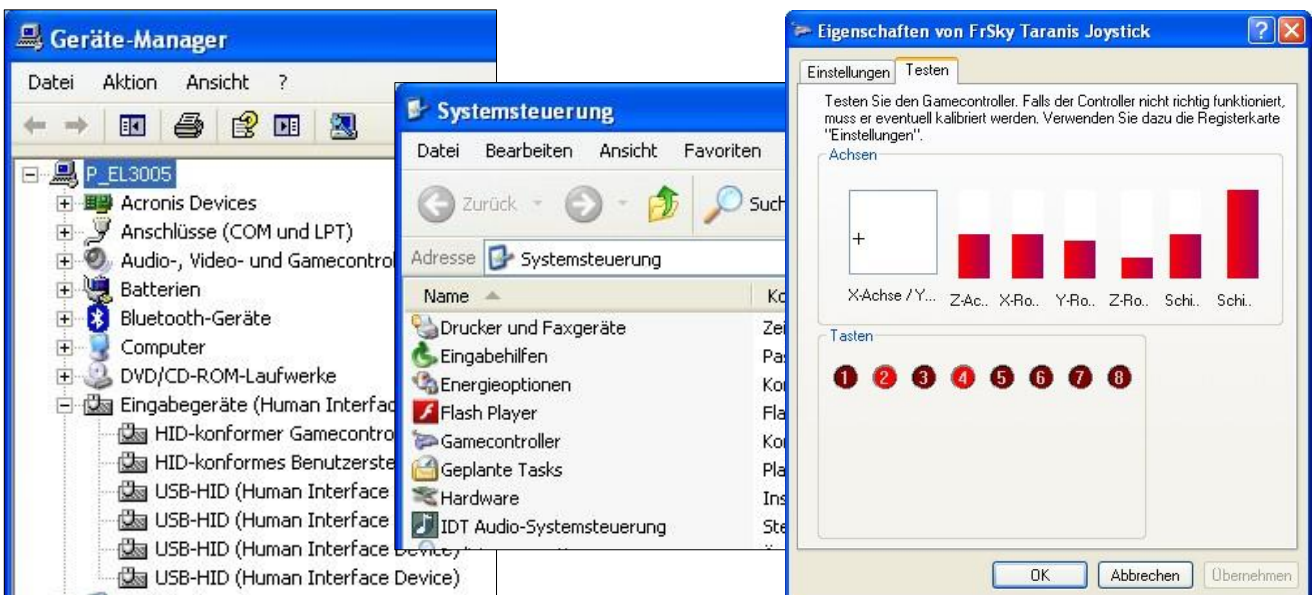 Geräte-Manager
Datei Aktion Ansicht ?
P_EL3005
Acronis Devices
Anschlüsse (COM und LPT)
Audio-, Video- und Gamecontrol
Batterien
Bluetooth-Geräte
Computer
DVD/CD-ROM-Laufwerke
Eingabegeräte (Human Interfac
HID-konformer Gamecontro
HID-konformes Benutzerste
USB-HID (Human Interface
USB-HID (Human Interface
USB-HID (Human Interface Device)
USB-HID (Human Interface Device)
Systemsteuerung
Datei Bearbeiten Ansicht Favoriten
Zurück Such
Adresse Systemsteuerung
Name Ko
Drucker und Faxgeräte Zei
Eingabehilfen Pas
Energieoptionen Kor
Flash Player Fla
Gamecontroller Kor
Geplante Tasks Pla
Hardware Ins
IDT Audio-Systemsteuerung Ste
Eigenschaften von FrSky Taranis Joystick
Einstellungen Testen
Testen Sie den Gamecontroller. Falls der Controller nicht richtig funktioniert,
muss er eventuell kalibriert werden. Verwenden Sie dazu die Registerkarte
"Einstellungen".
Achsen
X-Achse / Y... Z-Ac.. X-Ro.. Y-Ro.. Z-Ro.. Schi.. Schi..
Tasten
1 2 3 4 5 6 7 8
OK Abbrechen Übernehmen